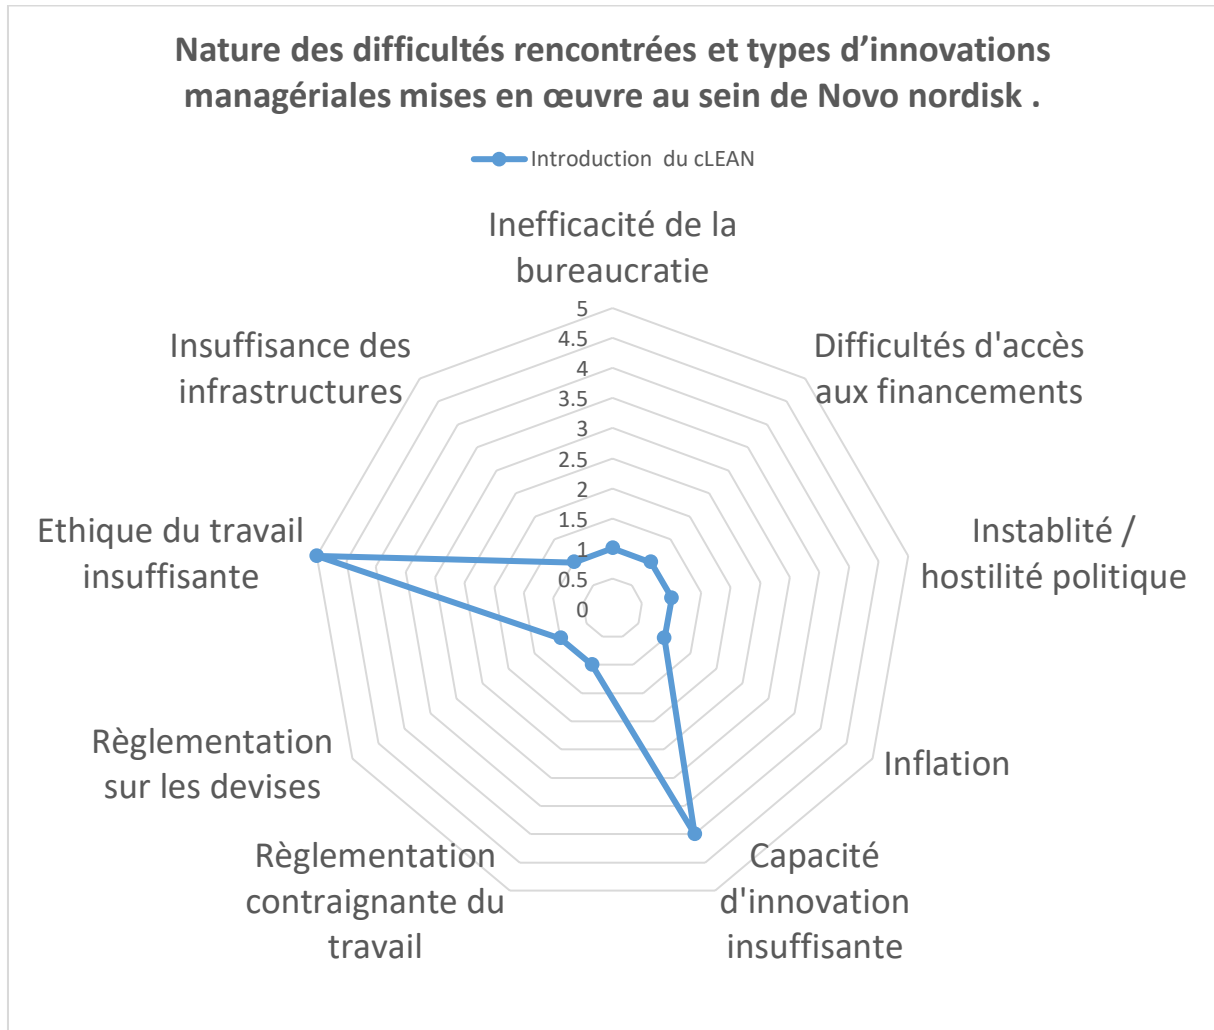 Nature des difficultés rencontrées et types d’innovations
managériales mises en œuvre au sein de Novo nordisk .
Introduction du cLEAN
Inefficacité de la
bureaucratie
Difficultés d'accès
aux financements
Instablité /
hostilité politique
Inflation
Capacité
d'innovation
insuffisante
Règlementation
contraignante du
travail
Règlementation
sur les devises
Ethique du travail
insuffisante
Insuffisance des
infrastructures
5
4.5
4
3.5
3
2.5
2
1.5
1
0.5
0